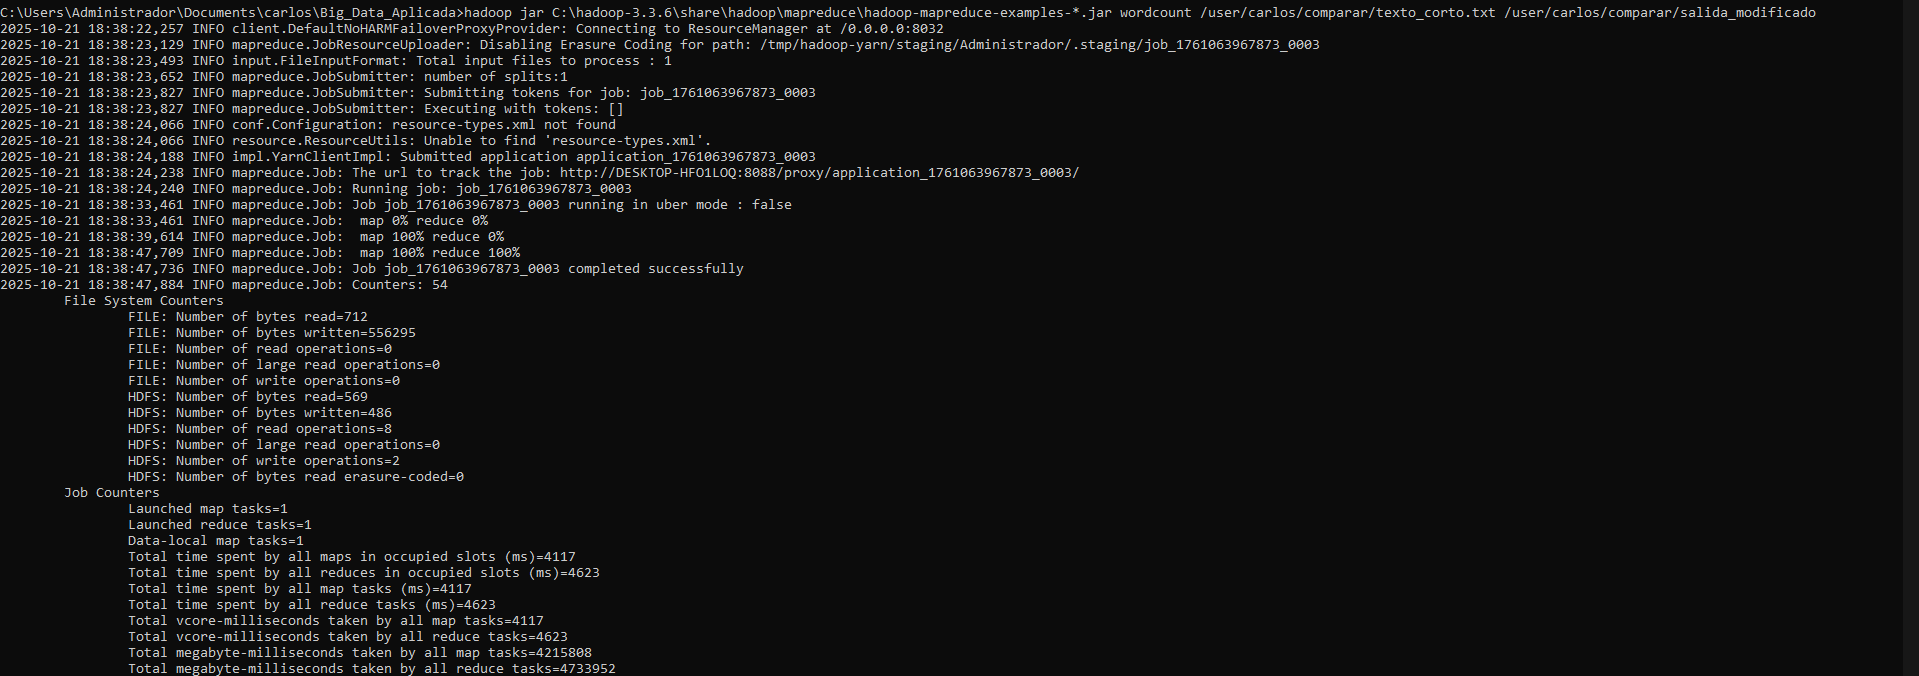 C:\Users\Administrador\Documents\carlos\Big_Data_Aplicada>hadoop jar C:\hadoop-3.3.6\share\hadoop\mapreduce\hadoop-mapreduce-examples-*.jar wordcount /user/carlos/comparar/texto_corto.txt /user/carlos/comparar/salida_modificado
2025-10-21 18:38:22,257 INFO client.DefaultNoHARMFailoverProxyProvider: Connecting to ResourceManager at /0.0.0.0:8032
2025-10-21 18:38:23,129 INFO mapreduce.JobResourceUploader: Disabling Erasure Coding for path: /tmp/hadoop-yarn/staging/Administrador/.staging/job_1761063967873_0003
2025-10-21 18:38:23,493 INFO input.FileInputFormat: Total input files to process : 1
2025-10-21 18:38:23,652 INFO mapreduce.JobSubmitter: number of splits:1
2025-10-21 18:38:23,827 INFO mapreduce.JobSubmitter: Submitting tokens for job: job_1761063967873_0003
2025-10-21 18:38:23,827 INFO mapreduce.JobSubmitter: Executing with tokens: []
2025-10-21 18:38:24,066 INFO conf.Configuration: resource-types.xml not found
2025-10-21 18:38:24,066 INFO resource.ResourceUtils: Unable to find 'resource-types.xml'.
2025-10-21 18:38:24,188 INFO impl.YarnClientImpl: Submitted application application_1761063967873_0003
2025-10-21 18:38:24,238 INFO mapreduce.Job: The url to track the job: http://DESKTOP-HFO1LOQ:8088/proxy/application_1761063967873_0003/
2025-10-21 18:38:24,240 INFO mapreduce.Job: Running job: job_1761063967873_0003
2025-10-21 18:38:33,461 INFO mapreduce.Job: Job job_1761063967873_0003 running in uber mode : false
2025-10-21 18:38:33,461 INFO mapreduce.Job:  map 0% reduce 0%
2025-10-21 18:38:39,614 INFO mapreduce.Job:  map 100% reduce 0%
2025-10-21 18:38:47,709 INFO mapreduce.Job:  map 100% reduce 100%
2025-10-21 18:38:47,736 INFO mapreduce.Job: Job job_1761063967873_0003 completed successfully
2025-10-21 18:38:47,884 INFO mapreduce.Job: Counters: 54
File System Counters
FILE: Number of bytes read=712
FILE: Number of bytes written=556295
FILE: Number of read operations=0
FILE: Number of large read operations=0
FILE: Number of write operations=0
HDFS: Number of bytes read=569
HDFS: Number of bytes written=486
HDFS: Number of read operations=8
HDFS: Number of large read operations=0
HDFS: Number of write operations=2
HDFS: Number of bytes read erasure-coded=0
Job Counters
Launched map tasks=1
Launched reduce tasks=1
Data-local map tasks=1
Total time spent by all maps in occupied slots (ms)=4117
Total time spent by all reduces in occupied slots (ms)=4623
Total time spent by all map tasks (ms)=4117
Total time spent by all reduce tasks (ms)=4623
Total vcore-milliseconds taken by all map tasks=4117
Total vcore-milliseconds taken by all reduce tasks=4623
Total megabyte-milliseconds taken by all map tasks=4215808
Total megabyte-milliseconds taken by all reduce tasks=4733952